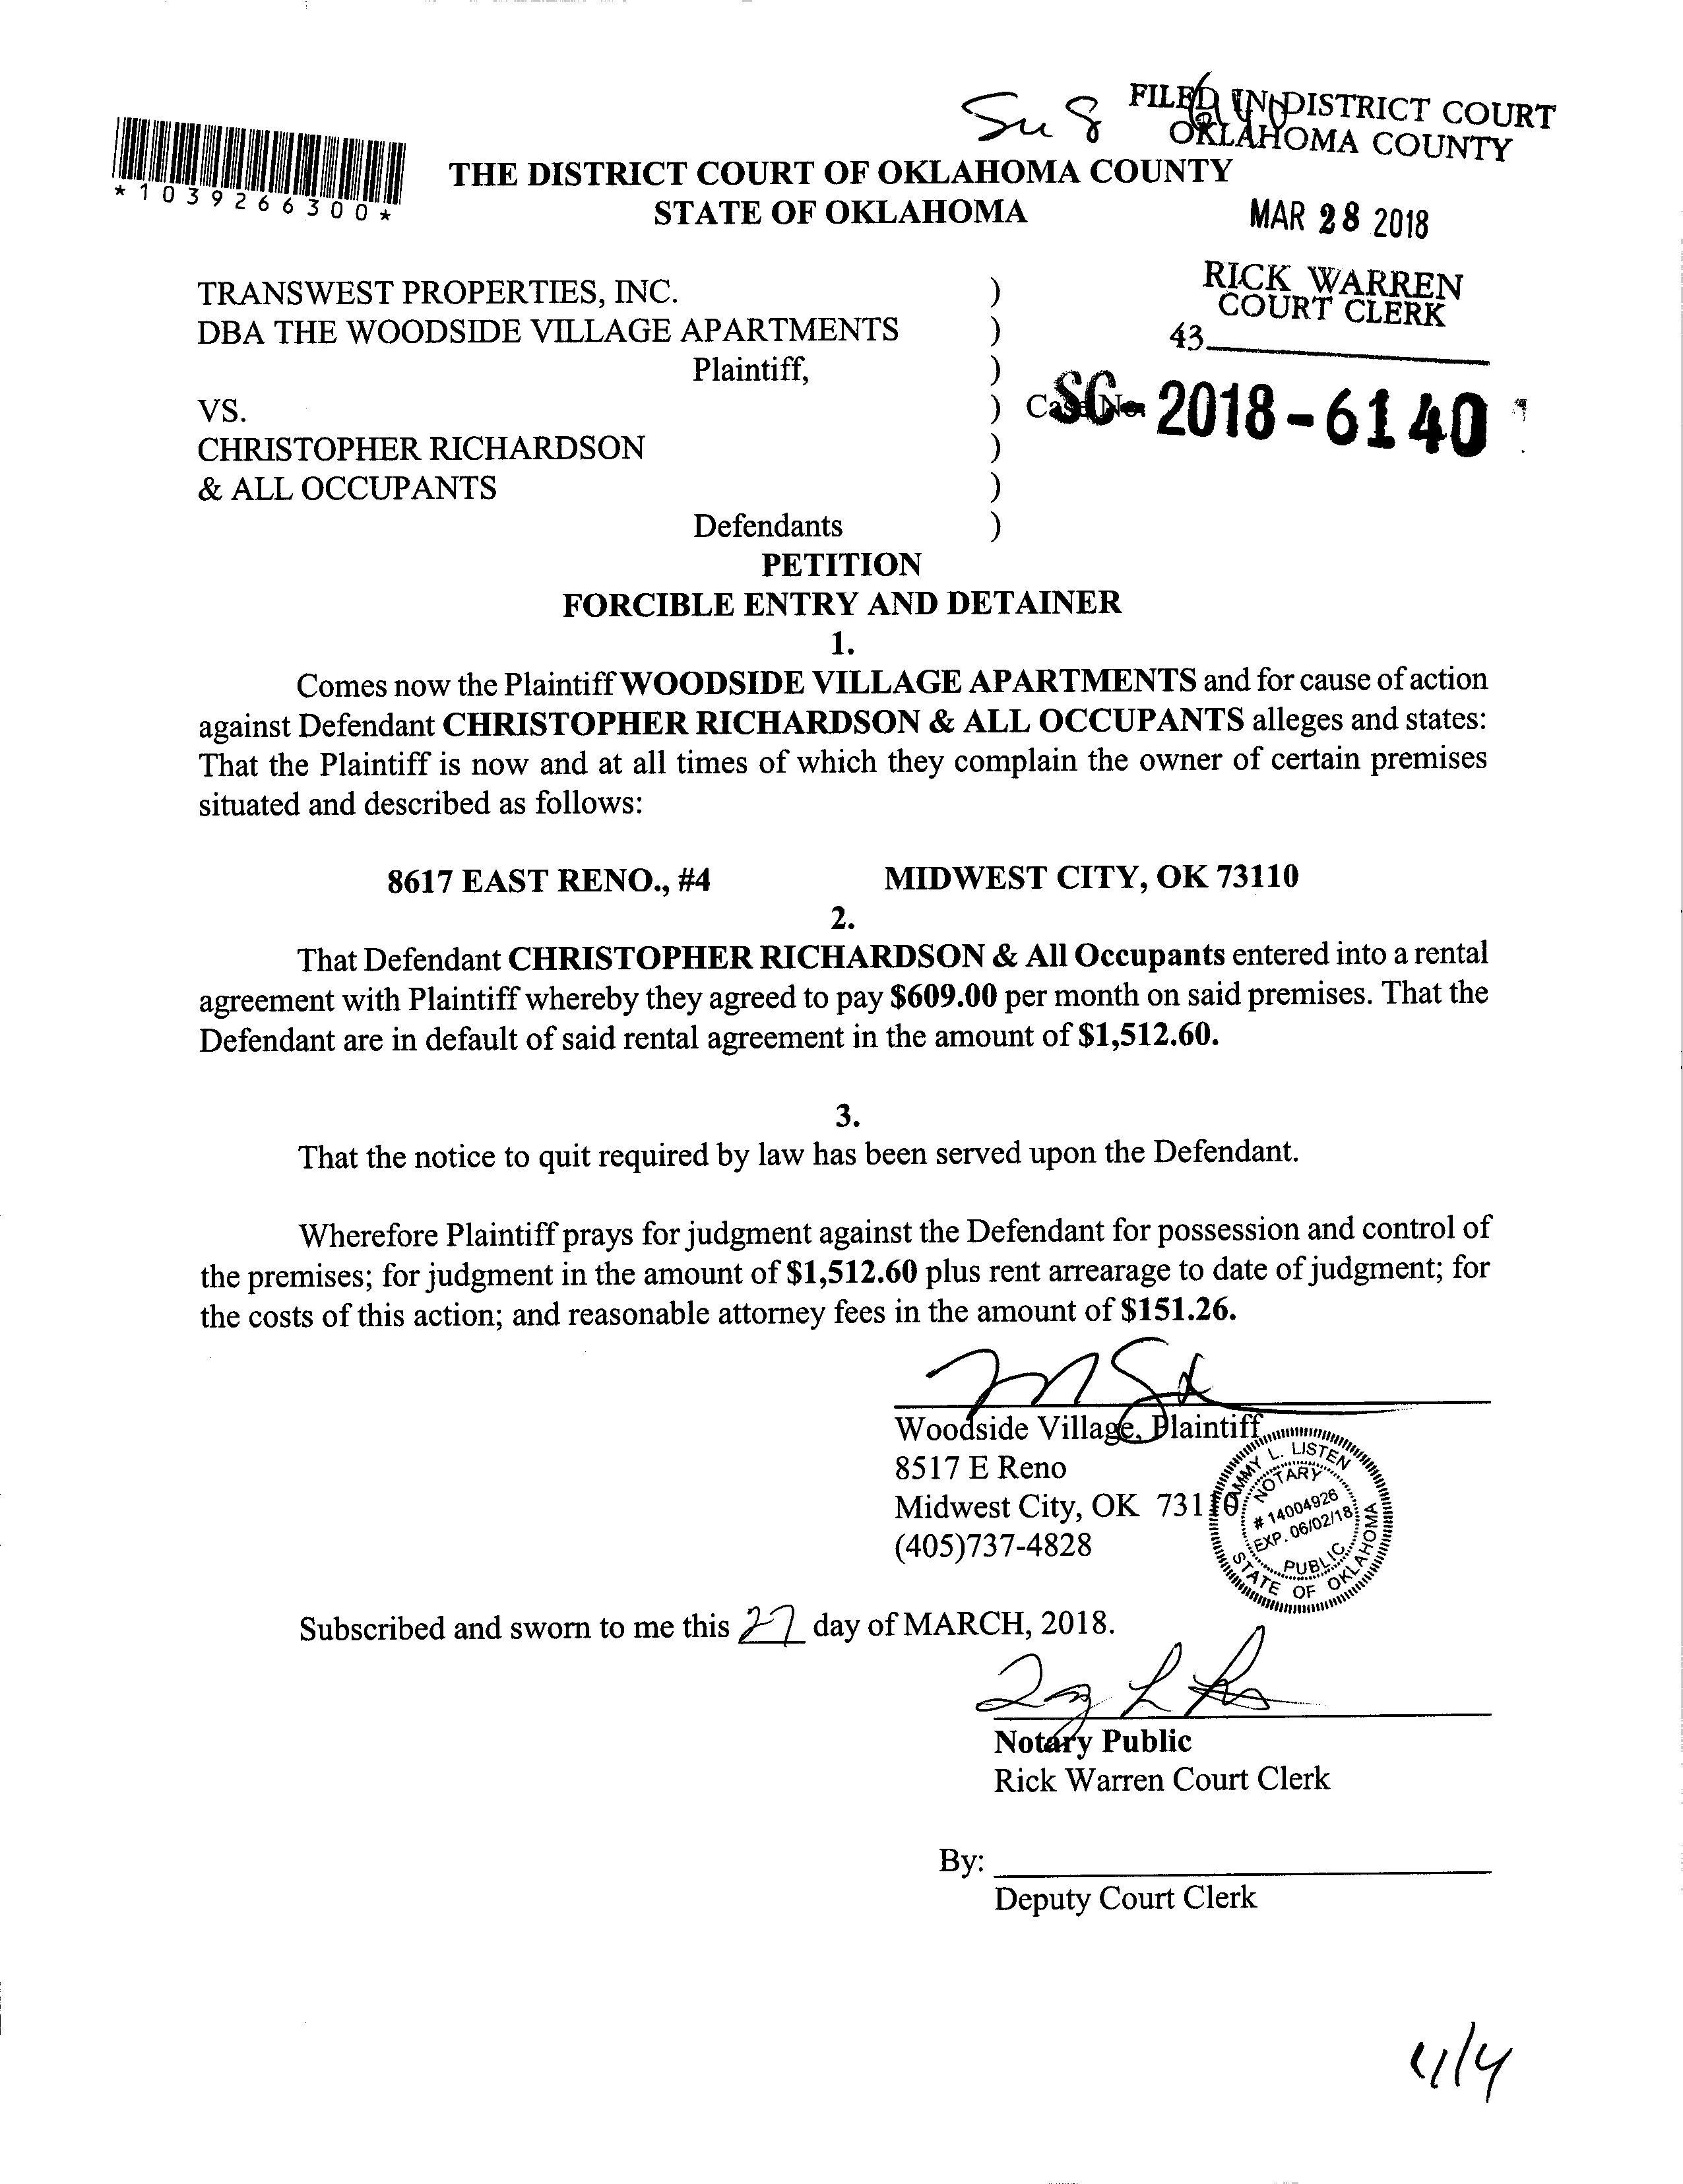 FILED IN DISTRICT COURT
OKLAHOMA COUNTY
*1039266300*
THE DISTRICT COURT OF OKLAHOMA COUNTY
STATE OF OKLAHOMA
MAR 28 2018
RICK WARREN
COURT CLERK
43
TRANSWEST PROPERTIES, INC. )
DBA THE WOODSIDE VILLAGE APARTMENTS )
Plaintiff, )
VS. ) Case No. SC-2018-6140
CHRISTOPHER RICHARDSON )
& ALL OCCUPANTS )
Defendants )
PETITION
FORCIBLE ENTRY AND DETAINER
1.
Comes now the Plaintiff WOODSIDE VILLAGE APARTMENTS and for cause of action
against Defendant CHRISTOPHER RICHARDSON & ALL OCCUPANTS alleges and states:
That the Plaintiff is now and at all times of which they complain the owner of certain premises
situated and described as follows:
8617 EAST RENO., #4 MIDWEST CITY, OK 73110
2.
That Defendant CHRISTOPHER RICHARDSON & All Occupants entered into a rental
agreement with Plaintiff whereby they agreed to pay $609.00 per month on said premises. That the
Defendant are in default of said rental agreement in the amount of $1,512.60.
3.
That the notice to quit required by law has been served upon the Defendant.
Wherefore Plaintiff prays for judgment against the Defendant for possession and control of
the premises; for judgment in the amount of $1,512.60 plus rent arrearage to date of judgment; for
the costs of this action; and reasonable attorney fees in the amount of $151.26.
Woodside Village, Plaintiff
8517 E Reno
Midwest City, OK 73110
(405)737-4828
L. LISTEN
NOTARY
# 14004926
EXP. 06/02/18
PUBLIC
STATE OF OKLAHOMA
Subscribed and sworn to me this 27 day of MARCH, 2018.
Notary Public
Rick Warren Court Clerk
By:
Deputy Court Clerk
4/4